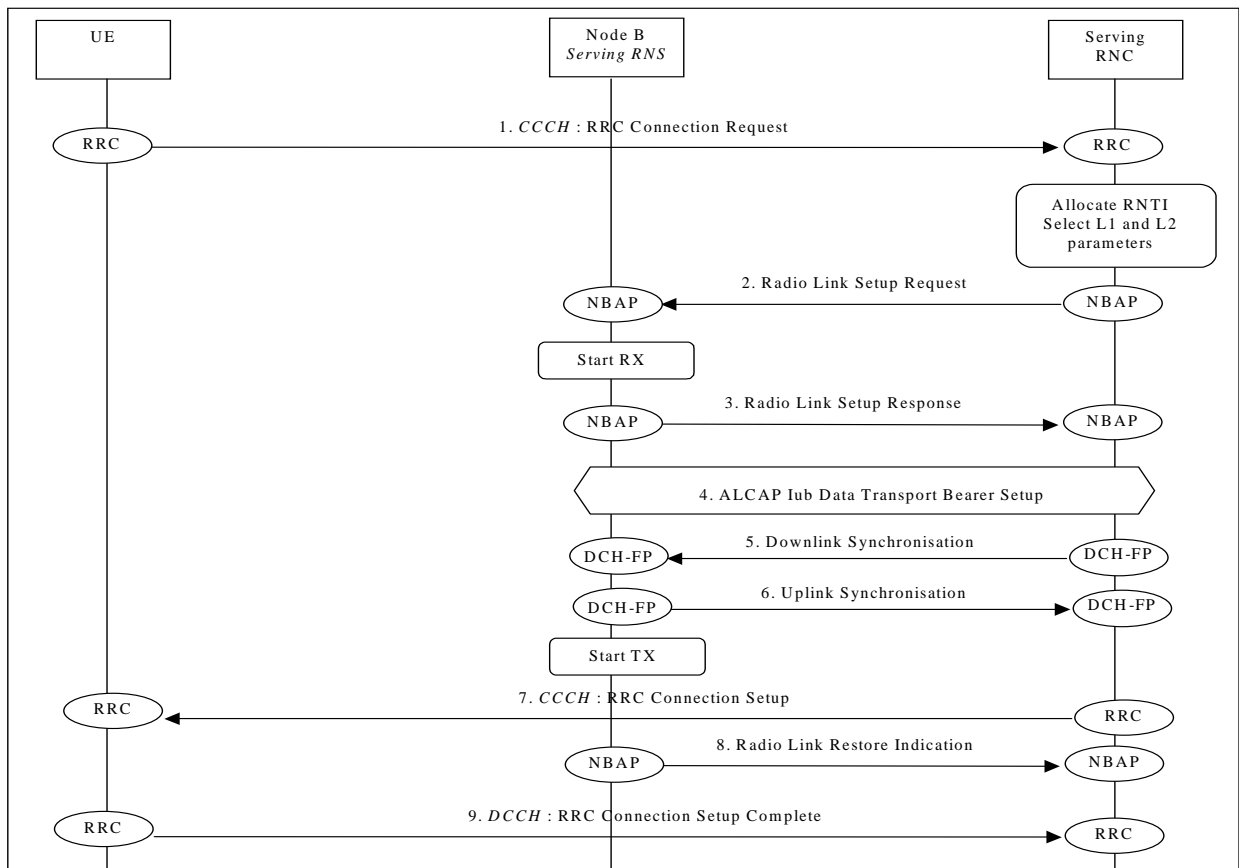 UE
Node B
Serving RNS
Serving
RNC
1. CCCH : RRC Connection Request
RRC
RRC
Allocate RNTI
Select L1 and L2
parameters
2. Radio Link Setup Request
NBAP
NBAP
Start RX
3. Radio Link Setup Response
NBAP
NBAP
4. ALCAP Iub Data Transport Bearer Setup
5. Downlink Synchronisation
DCH-FP
DCH-FP
6. Uplink Synchronisation
DCH-FP
DCH-FP
Start TX
7. CCCH : RRC Connection Setup
RRC
RRC
8. Radio Link Restore Indication
NBAP
NBAP
9. DCCH : RRC Connection Setup Complete
RRC
RRC